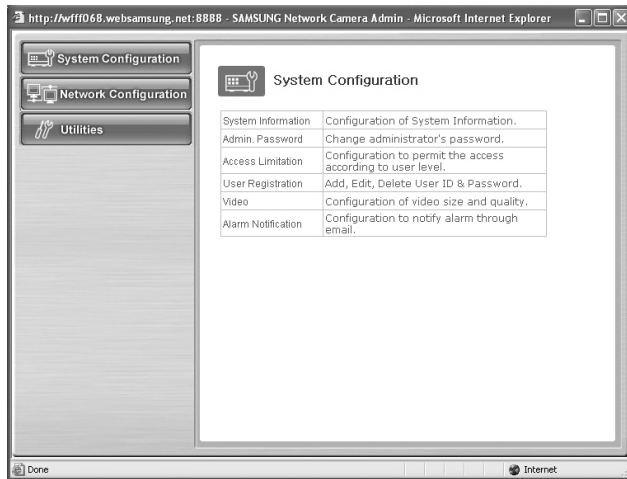 http://wfff068.websamsung.net:8888 - SAMSUNG Network Camera Admin - Microsoft Internet Explorer
System Configuration
Network Configuration
Utilities
System Configuration
System Information Configuration of System Information.
Admin. Password Change administrator's password.
Access Limitation Configuration to permit the access
according to user level.
User Registration Add, Edit, Delete User ID & Password.
Video Configuration of video size and quality.
Alarm Notification Configuration to notify alarm through
email.
Done
Internet